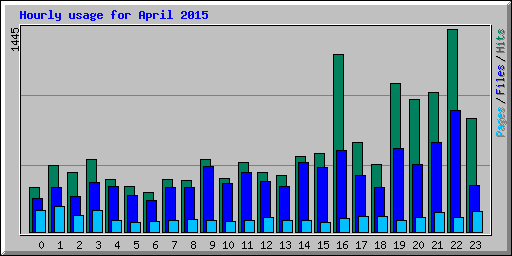 Hourly usage for April 2015
1445
Pages/Files/Hits
0 1 2 3 4 5 6 7 8 9 10 11 12 13 14 15 16 17 18 19 20 21 22 23